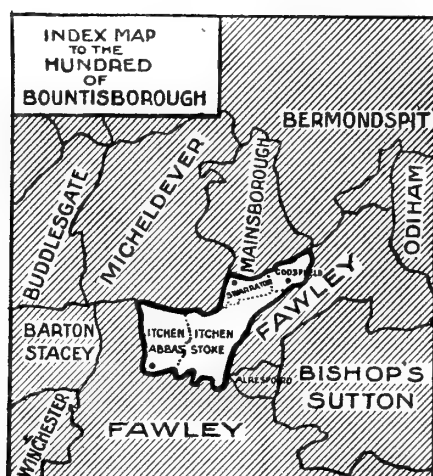 INDEX MAP
TO THE
HUNDRED
OF
BOUNTISBOROUGH
BERMONDSPIT
BUDDLESGATE
MICHELDEVER
MAINSBOROUGH
ODIHAM
SWARRATON
GODSFIELD
FAWLEY
BARTON
STACEY
ITCHEN
ABBAS
ITCHEN
STOKE
ALRESFORD
BISHOP'S
SUTTON
WINCHESTER
FAWLEY